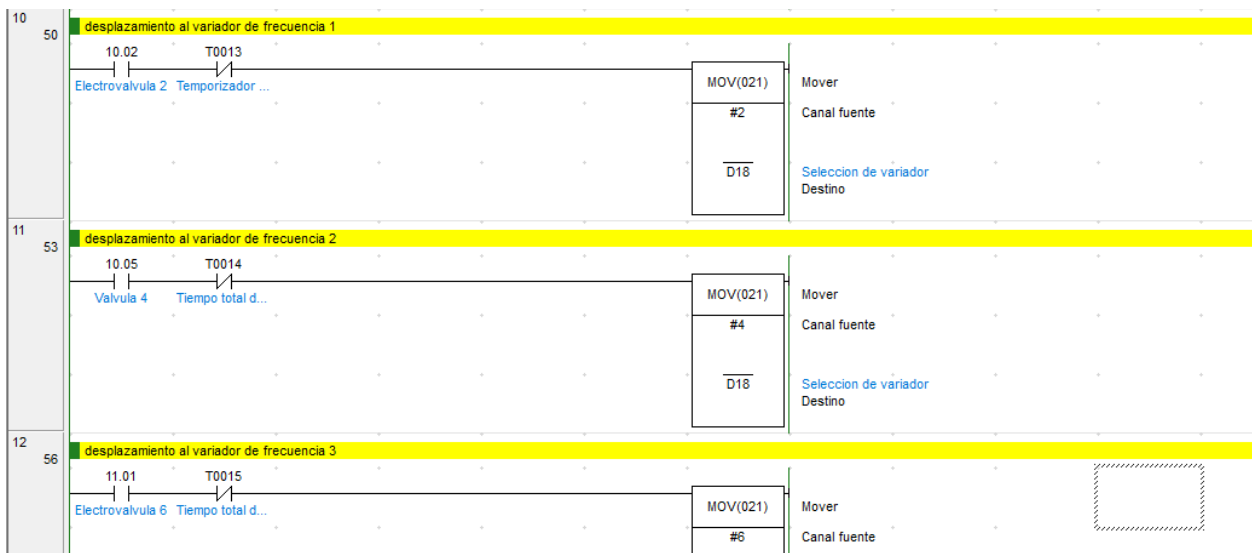 10
50
desplazamiento al variador de frecuencia 1
10.02 T0013
Electrovalvula 2 Temporizador ...
MOV(021) Mover
#2 Canal fuente
D18 Seleccion de variador
Destino
11
53
desplazamiento al variador de frecuencia 2
10.05 T0014
Valvula 4 Tiempo total d...
MOV(021) Mover
#4 Canal fuente
D18 Seleccion de variador
Destino
12
56
desplazamiento al variador de frecuencia 3
11.01 T0015
Electrovalvula 6 Tiempo total d...
MOV(021) Mover
#6 Canal fuente